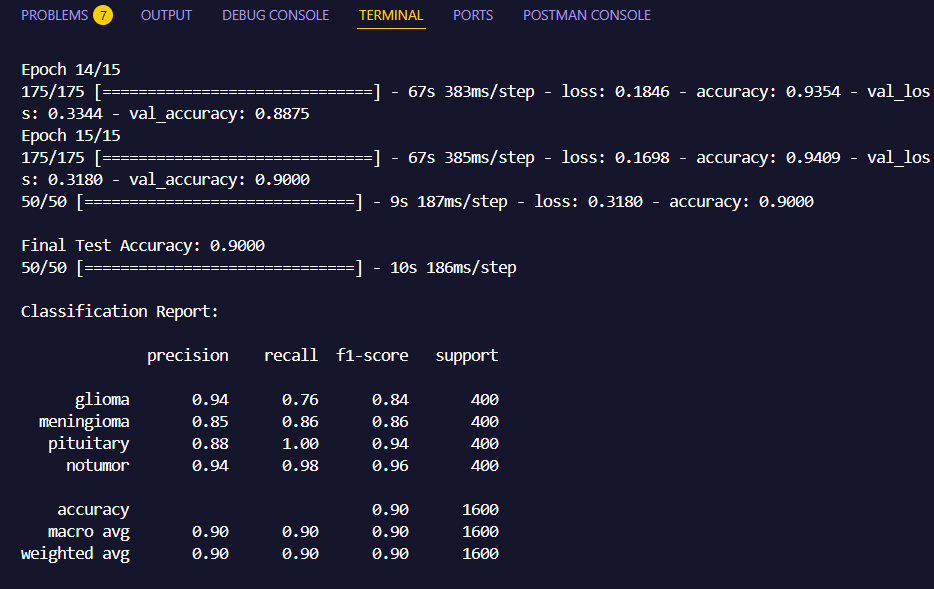 PROBLEMS 7 OUTPUT DEBUG CONSOLE TERMINAL PORTS POSTMAN CONSOLE
Epoch 14/15
175/175 [==============================] - 67s 383ms/step - loss: 0.1846 - accuracy: 0.9354 - val_los
s: 0.3344 - val_accuracy: 0.8875
Epoch 15/15
175/175 [==============================] - 67s 385ms/step - loss: 0.1698 - accuracy: 0.9409 - val_los
s: 0.3180 - val_accuracy: 0.9000
50/50 [==============================] - 9s 187ms/step - loss: 0.3180 - accuracy: 0.9000
Final Test Accuracy: 0.9000
50/50 [==============================] - 10s 186ms/step
Classification Report:
precision recall f1-score support
glioma 0.94 0.76 0.84 400
meningioma 0.85 0.86 0.86 400
pituitary 0.88 1.00 0.94 400
notumor 0.94 0.98 0.96 400
accuracy 0.90 1600
macro avg 0.90 0.90 0.90 1600
weighted avg 0.90 0.90 0.90 1600